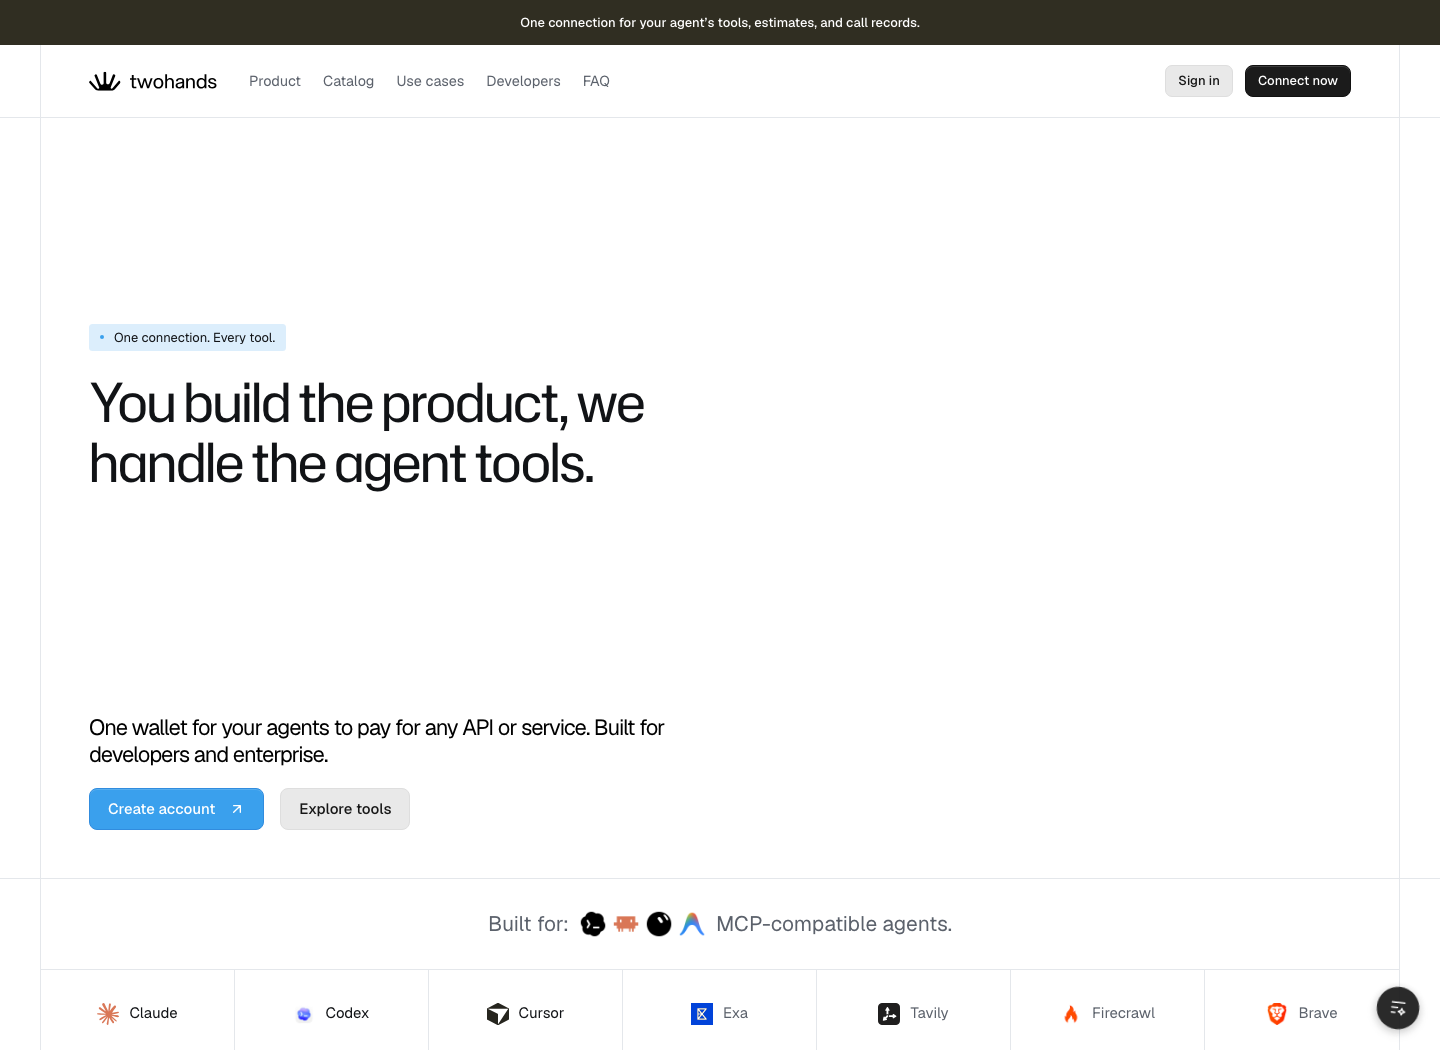 One connection for your agent's tools, estimates, and call records.
twohands
Product
Catalog
Use cases
Developers
FAQ
Sign in
Connect now
One connection. Every tool.
You build the product, we
handle the agent tools.
One wallet for your agents to pay for any API or service. Built for
developers and enterprise.
Create account
Explore tools
Built for: MCP-compatible agents.
Claude
Codex
Cursor
Exa
Tavily
Firecrawl
Brave